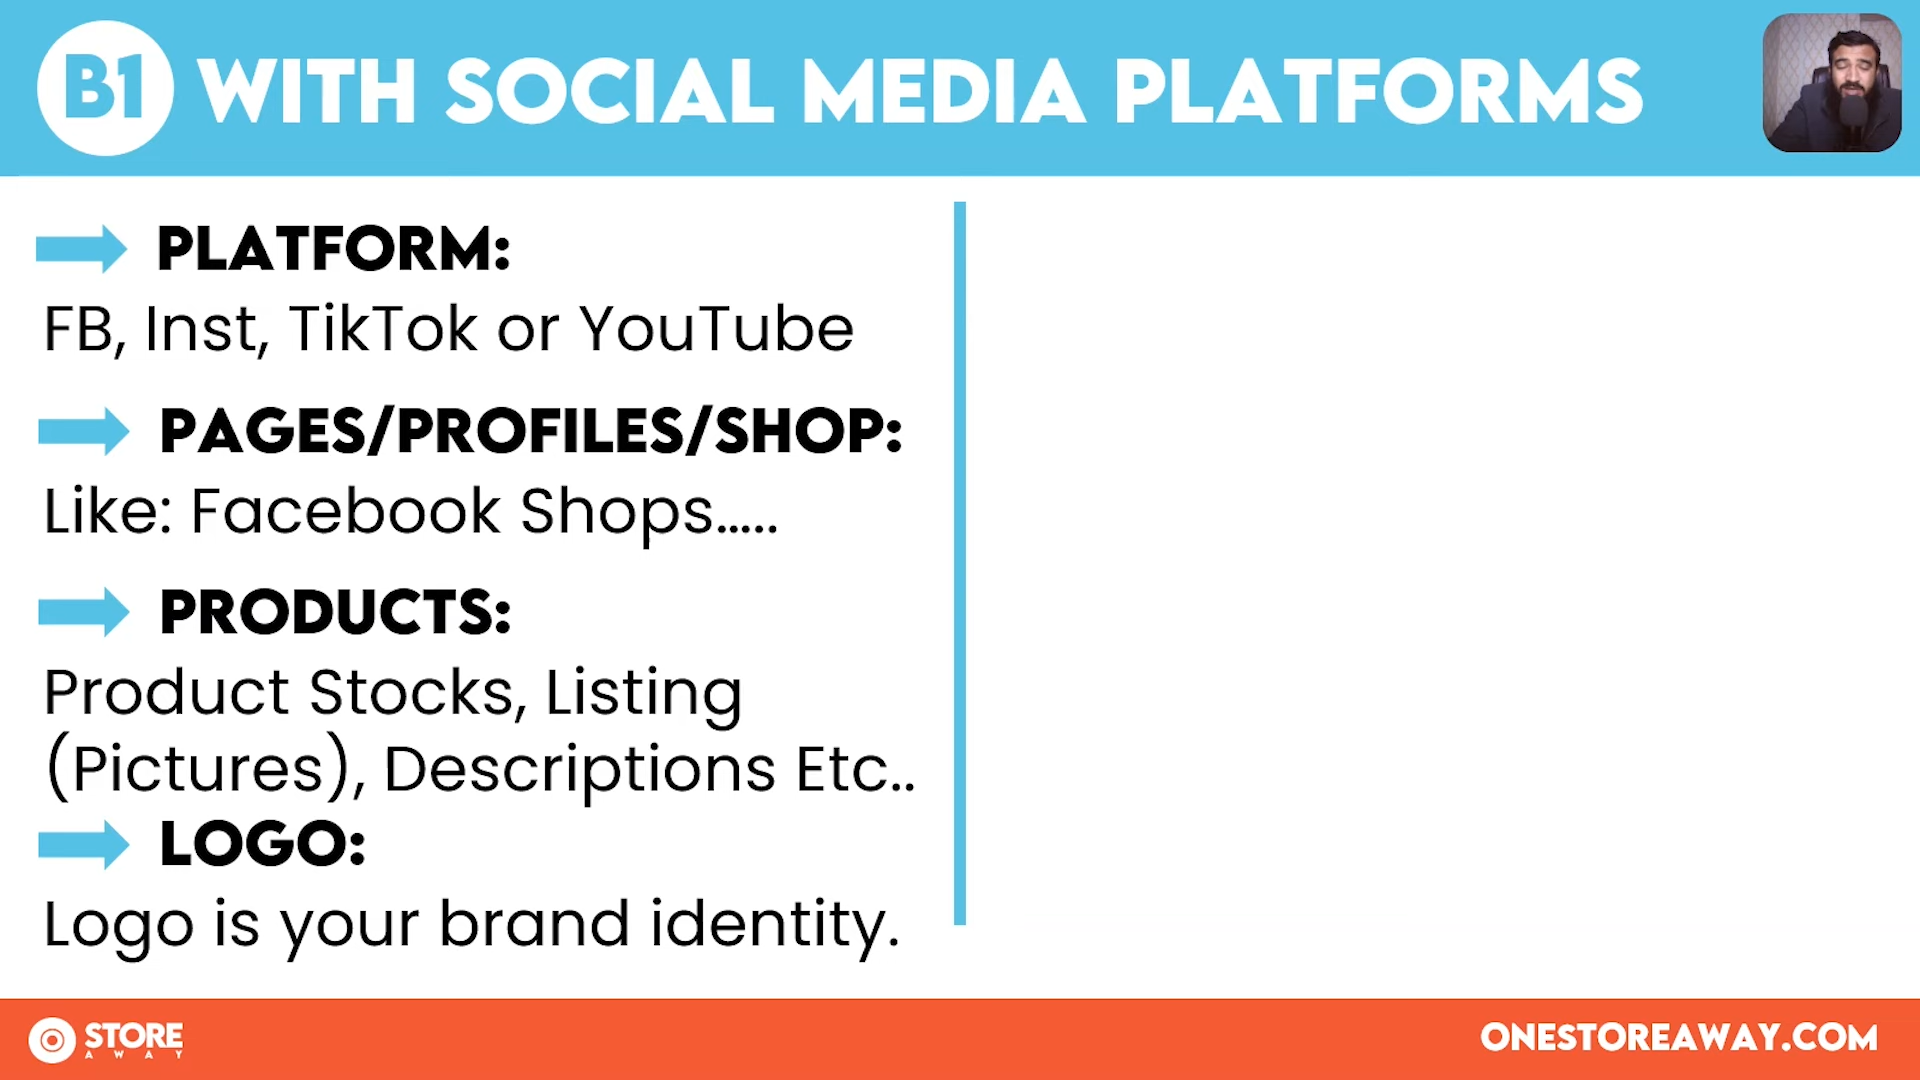 B1 WITH SOCIAL MEDIA PLATFORMS
PLATFORM:
FB, Inst, TikTok or YouTube
PAGES/PROFILES/SHOP:
Like: Facebook Shops.....
PRODUCTS:
Product Stocks, Listing
(Pictures), Descriptions Etc..
LOGO:
Logo is your brand identity.
STORE
AWAY
ONESTOREAWAY.COM